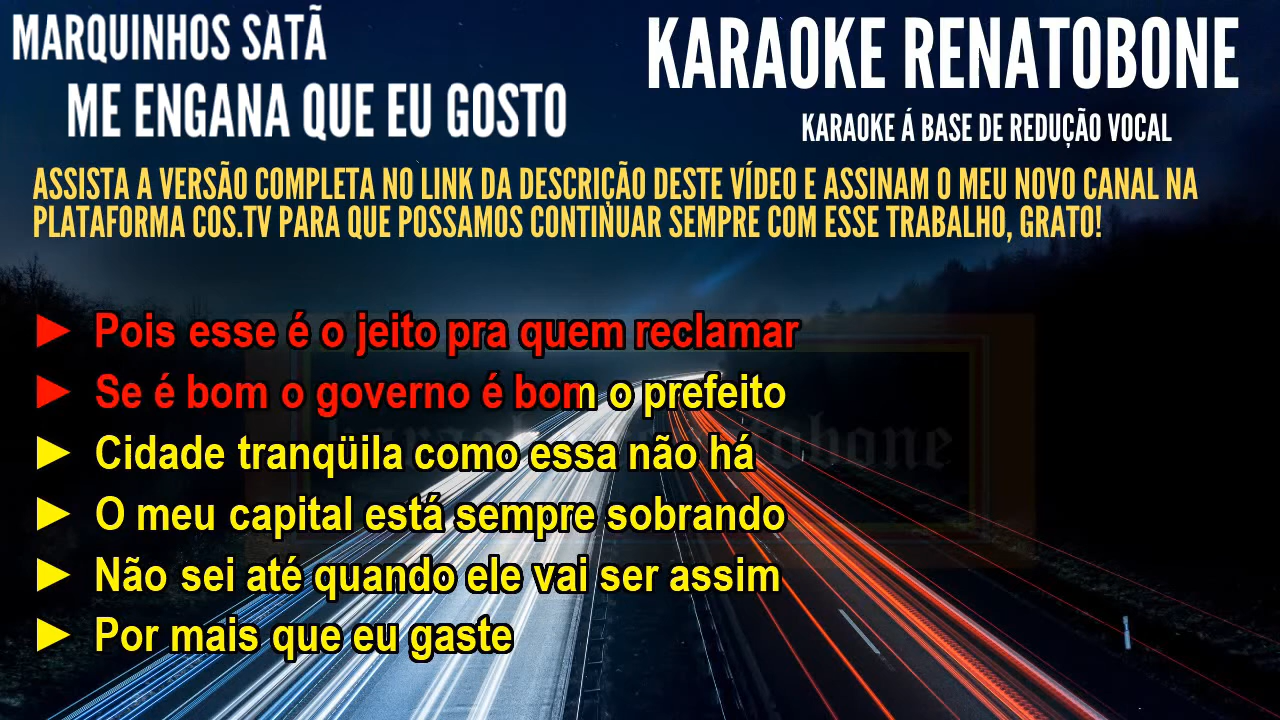 MARQUINHOS SATÃ
ME ENGANA QUE EU GOSTO
KARAOKE RENATOBONE
KARAOKE Á BASE DE REDUÇÃO VOCAL
ASSISTA A VERSÃO COMPLETA NO LINK DA DESCRIÇÃO DESTE VÍDEO E ASSINAM O MEU NOVO CANAL NA
PLATAFORMA COS.TV PARA QUE POSSAMOS CONTINUAR SEMPRE COM ESSE TRABALHO, GRATO!
► Pois esse é o jeito pra quem reclamar
► Se é bom o governo é bom o prefeito
► Cidade tranqüila como essa não há
► O meu capital está sempre sobrando
► Não sei até quando ele vai ser assim
► Por mais que eu gaste